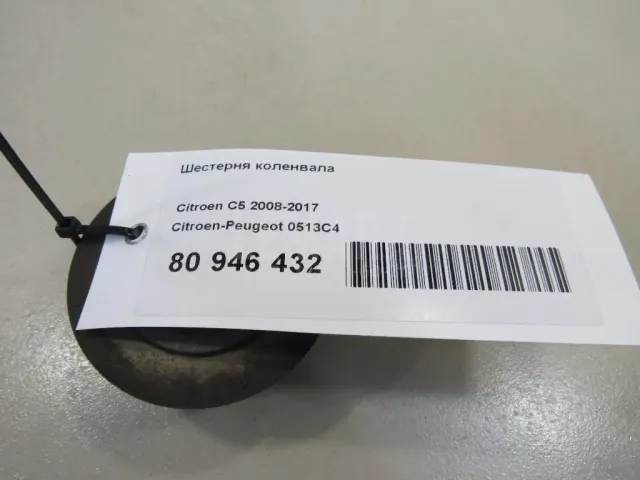 Шестерня коленвала
Citroen C5 2008-2017
Citroen-Peugeot 0513C4
80 946 432